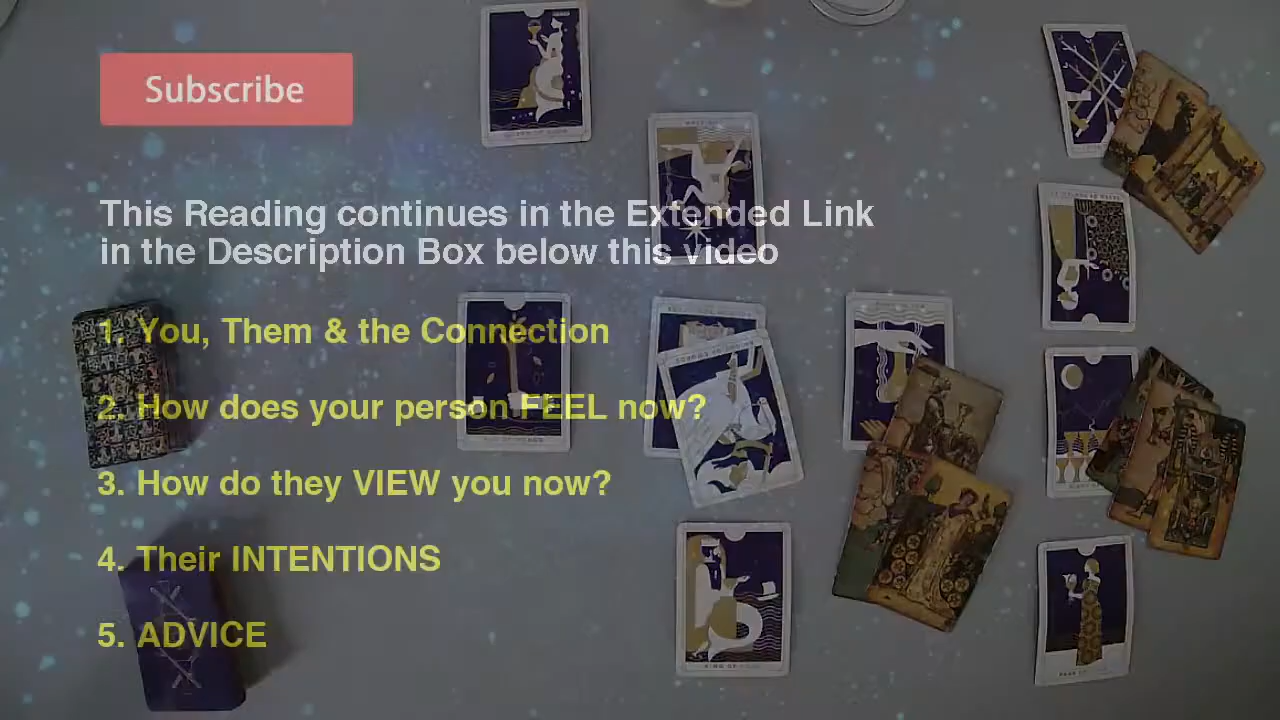 Subscribe
This Reading continues in the Extended Link
in the Description Box below this video
1. You, Them & the Connection
2. How does your person FEEL now?
3. How do they VIEW you now?
4. Their INTENTIONS
5. ADVICE